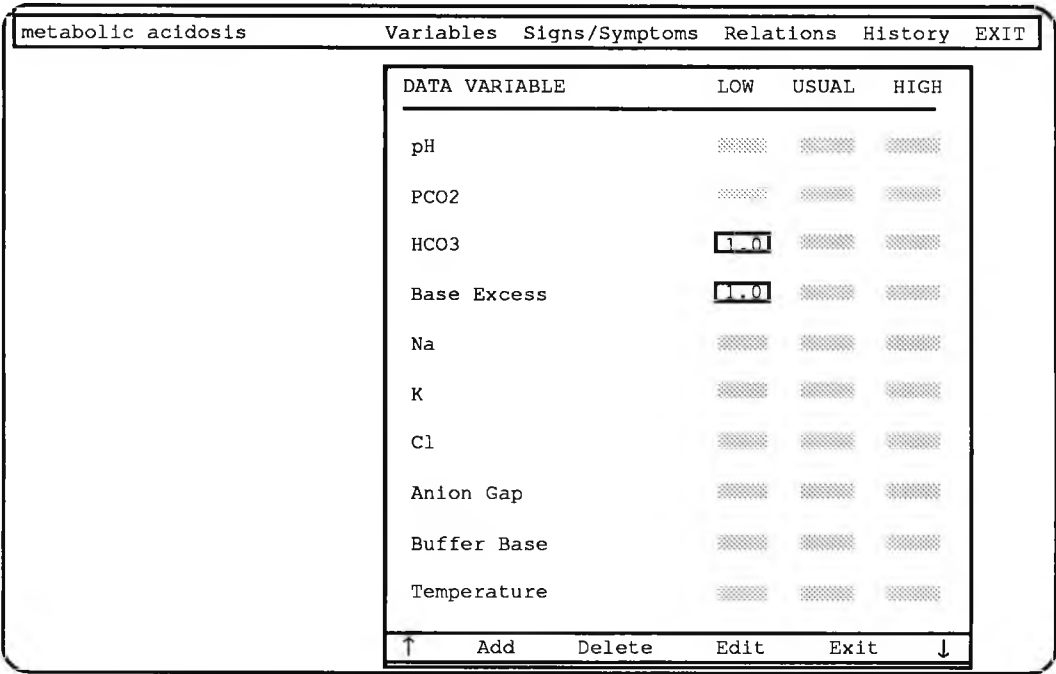 metabolic acidosis Variables Signs/Symptoms Relations History EXIT
DATA VARIABLE LOW USUAL HIGH
pH
PCO2
HCO3 1.0
Base Excess 1.0
Na
K
Cl
Anion Gap
Buffer Base
Temperature
↑ Add Delete Edit Exit ↓